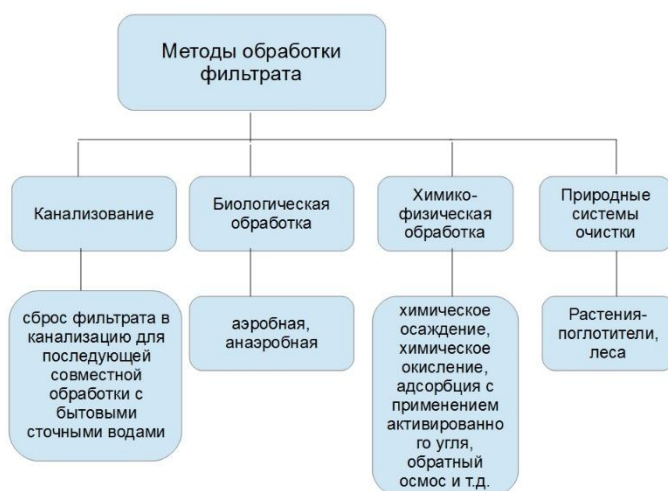 Методы обработки
фильтрата
Канализование
Биологическая
обработка
Химико-
физическая
обработка
Природные
системы
очистки
сброс фильтрата в
канализацию для
последующей
совместной
обработки с
бытовыми
сточными водами
аэробная,
анаэробная
химическое
осаждение,
химическое
окисление,
адсорбция с
применением
активированно
го угля,
обратный
осмос и т.д.
Растения-
поглотители,
леса